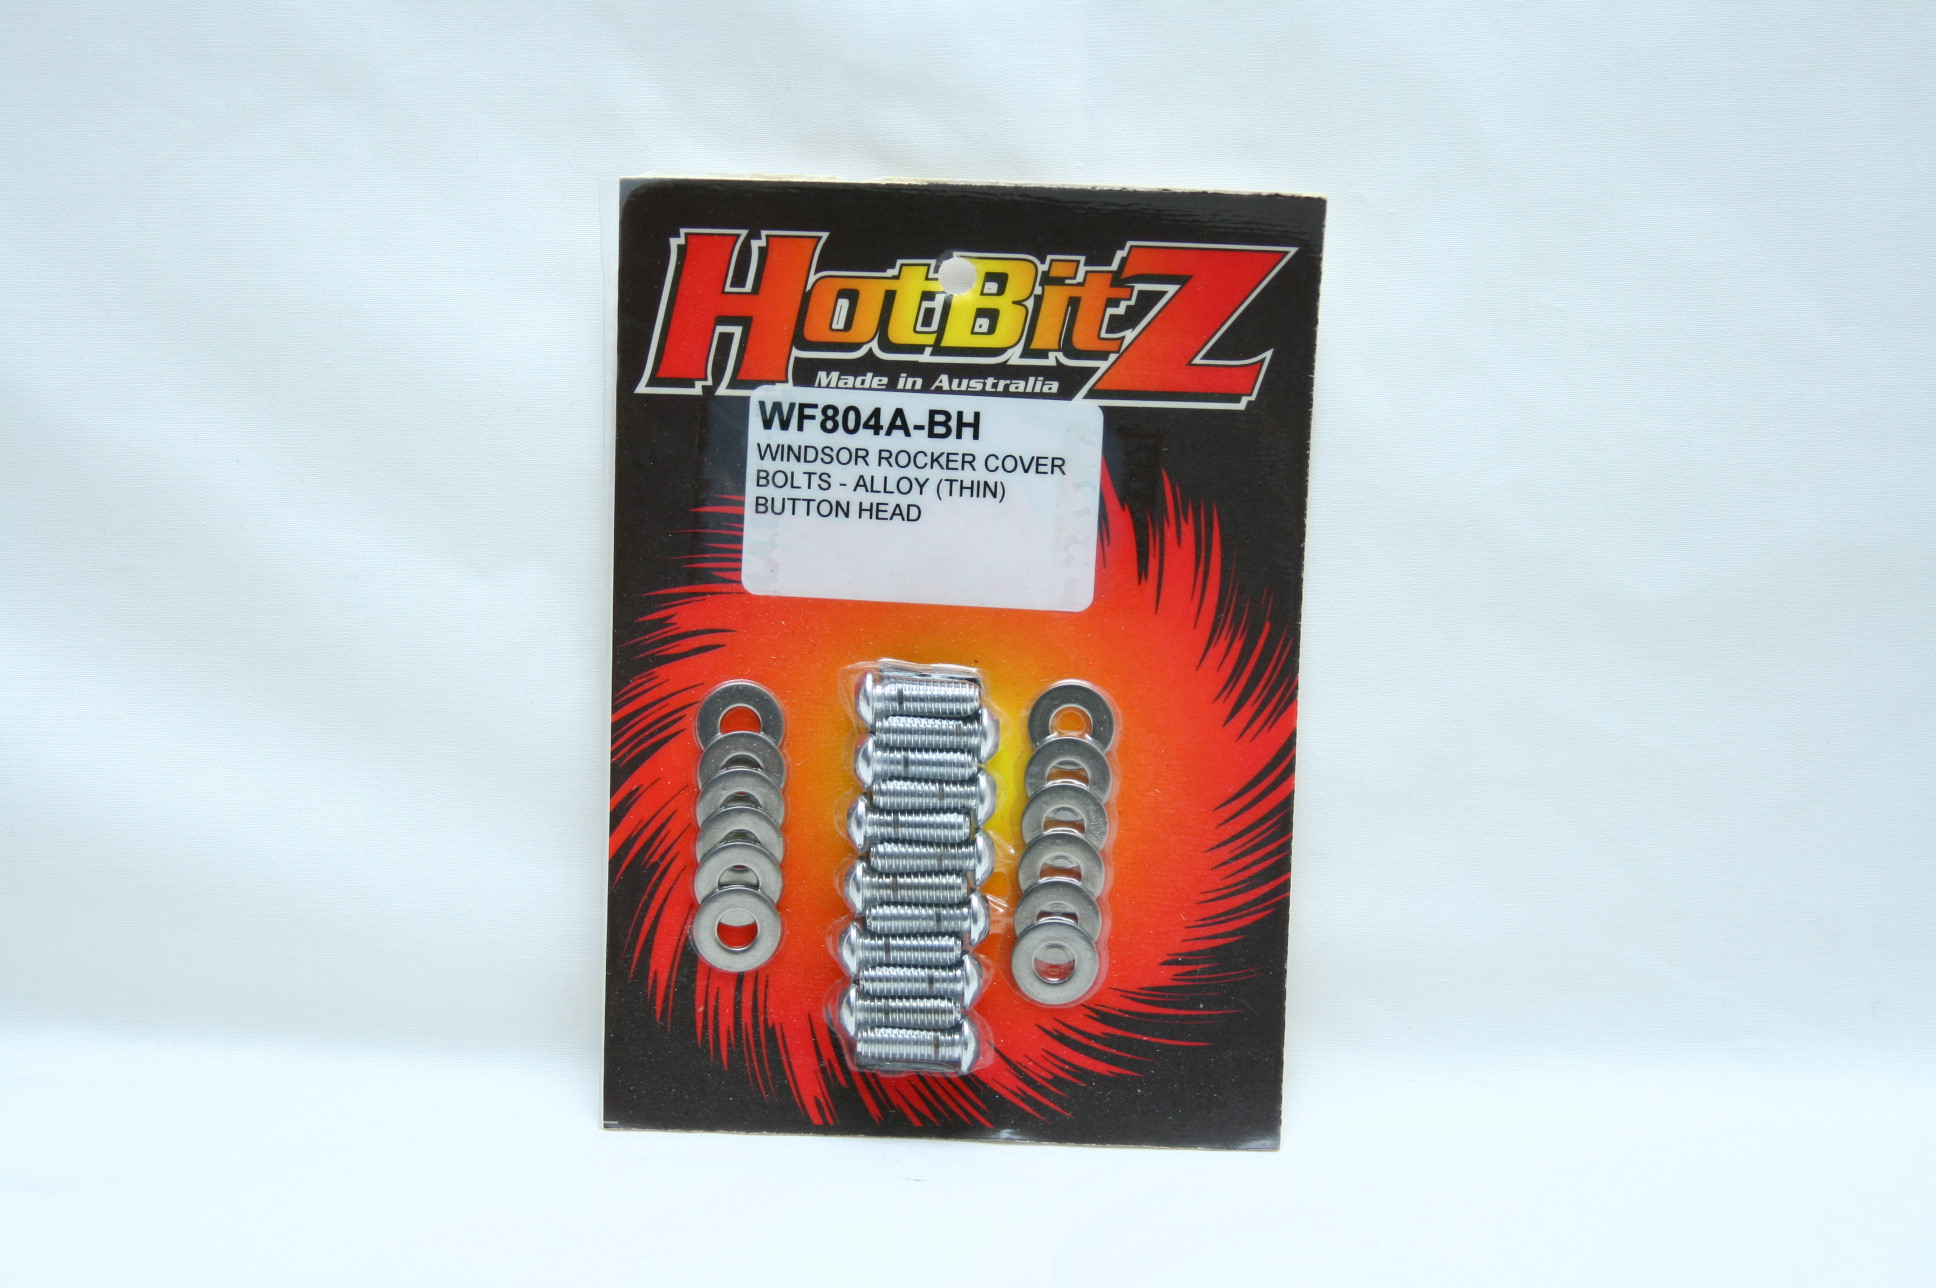 HotBitZ
Made in Australia
WF804A-BH
WINDSOR ROCKER COVER
BOLTS - ALLOY (THIN)
BUTTON HEAD